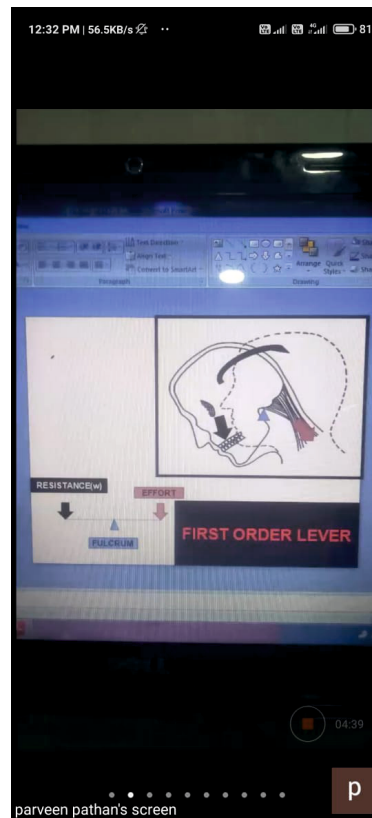 12:32 PM | 56.5KB/s
4G
81
Text Direction
Align Text
Convert to SmartArt
Paragraph
Arrange
Quick
Styles
Drawing
RESISTANCE(w)
EFFORT
FULCRUM
FIRST ORDER LEVER
04:39
p
parveen pathan's screen